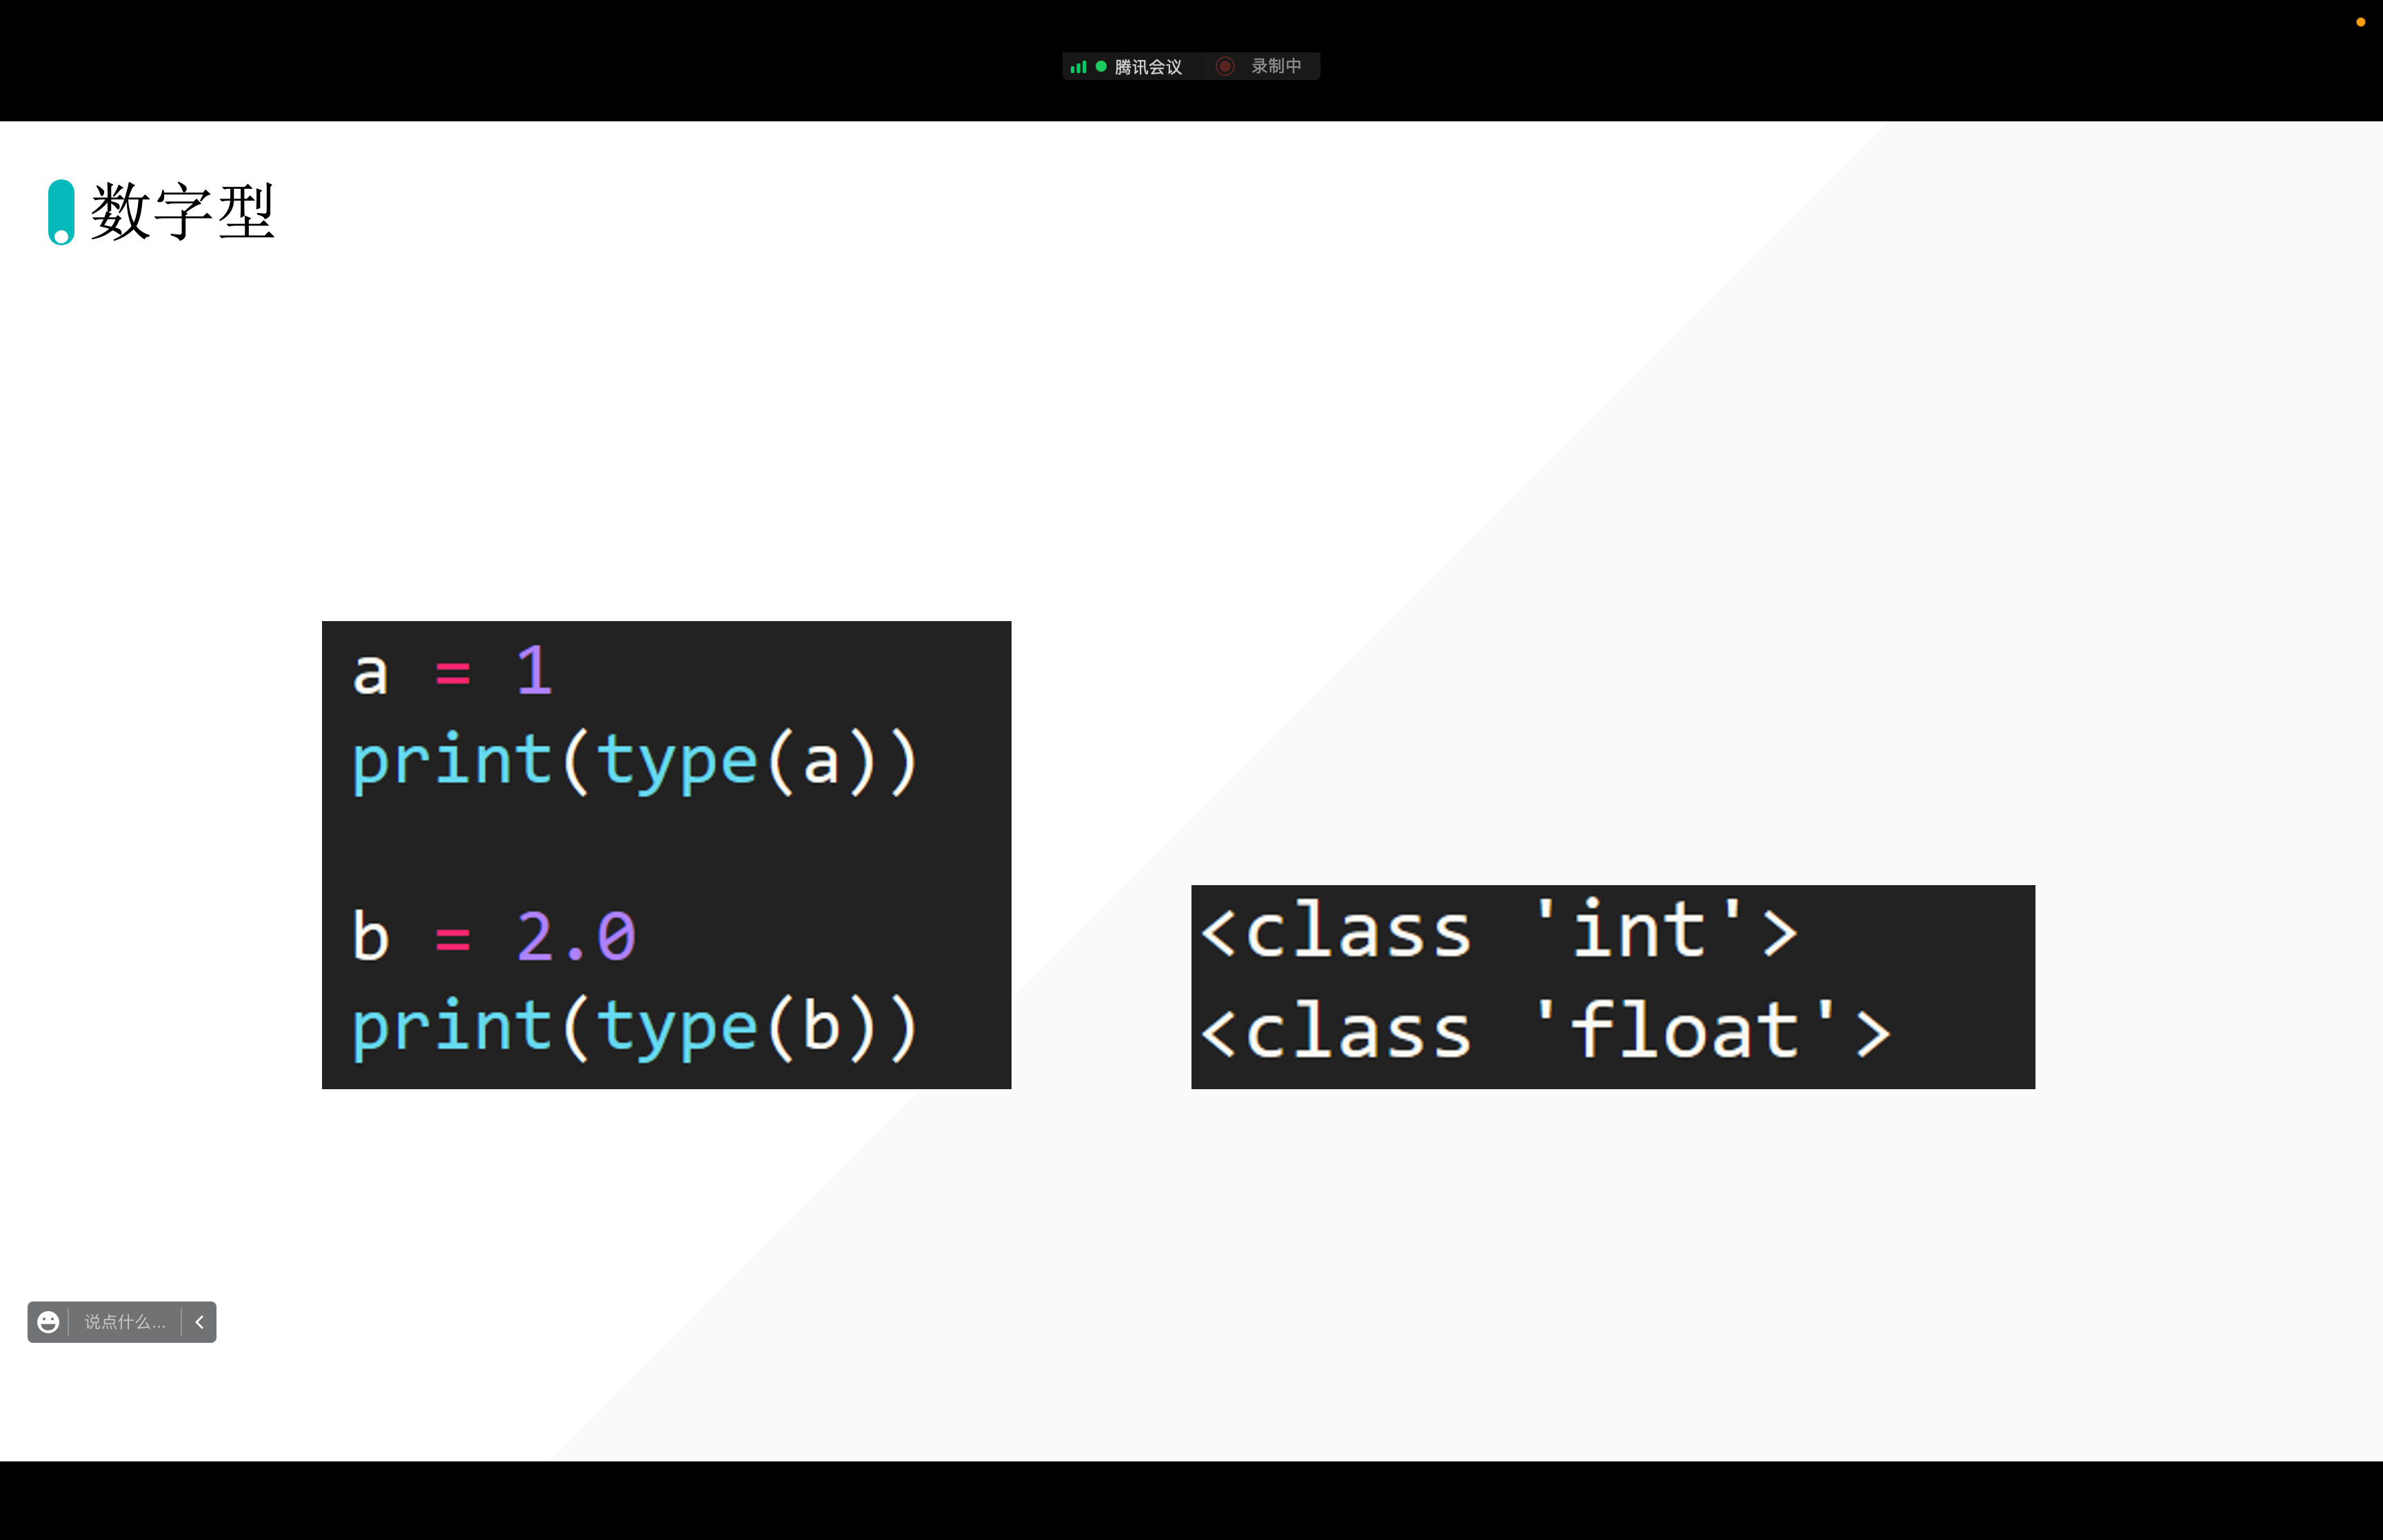 腾讯会议 录制中
数字型
a = 1
print(type(a))
b = 2.0
print(type(b))
<class 'int'>
<class 'float'>
说点什么...